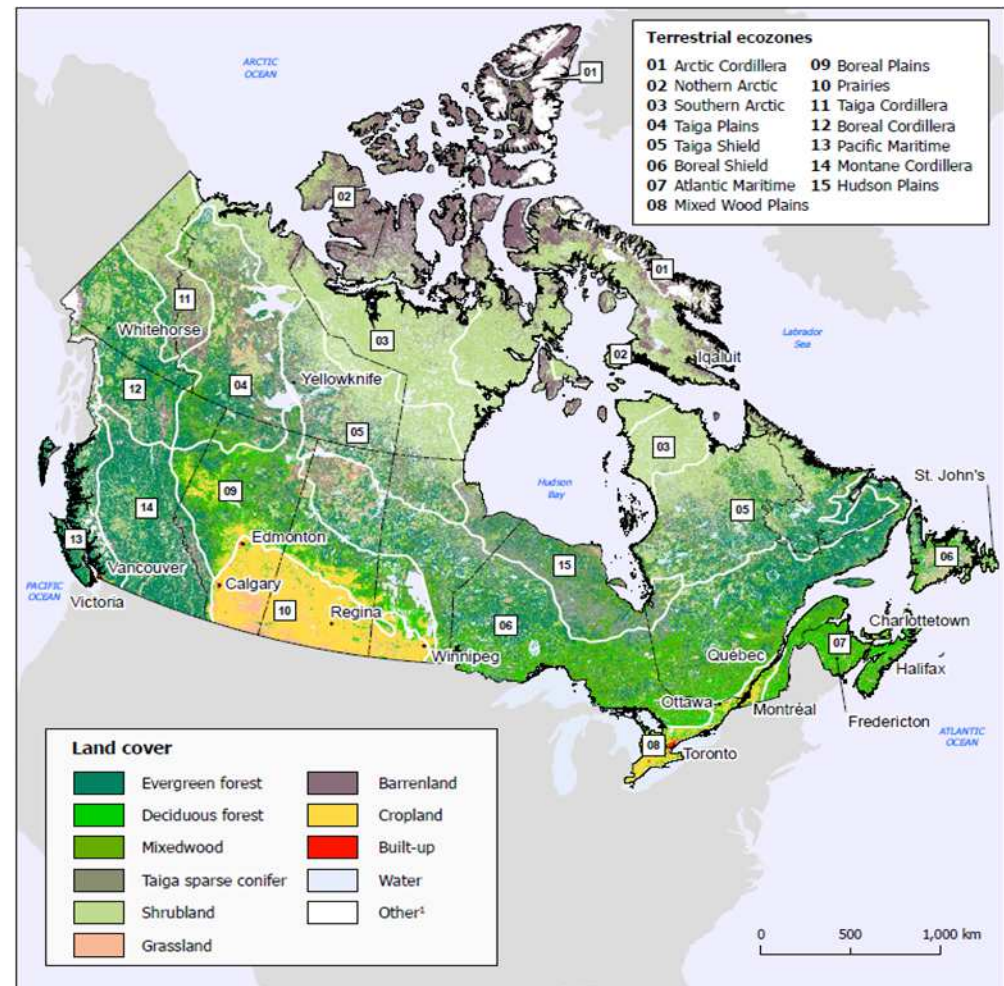 ARCTIC
OCEAN
Terrestrial ecozones
01 Arctic Cordillera
02 Nothern Arctic
03 Southern Arctic
04 Taiga Plains
05 Taiga Shield
06 Boreal Shield
07 Atlantic Maritime
08 Mixed Wood Plains
09 Boreal Plains
10 Prairies
11 Taiga Cordillera
12 Boreal Cordillera
13 Pacific Maritime
14 Montane Cordillera
15 Hudson Plains
01
02
01
11
Whitehorse
03
Labrador
Sea
02
Iqaluit
12
04
Yellowknife
05
03
Hudson
Bay
St. John's
09
05
14
13
Edmonton
15
06
Vancouver
PACIFIC
OCEAN
Calgary
Victoria
10
Regina
06
Charlottetown
07
Winnipeg
Québec
Halifax
Ottawa
Montréal
Fredericton
ATLANTIC
OCEAN
08
Toronto
Land cover
Evergreen forest
Deciduous forest
Mixedwood
Taiga sparse conifer
Shrubland
Grassland
Barrenland
Cropland
Built-up
Water
Other¹
0 500 1,000 km